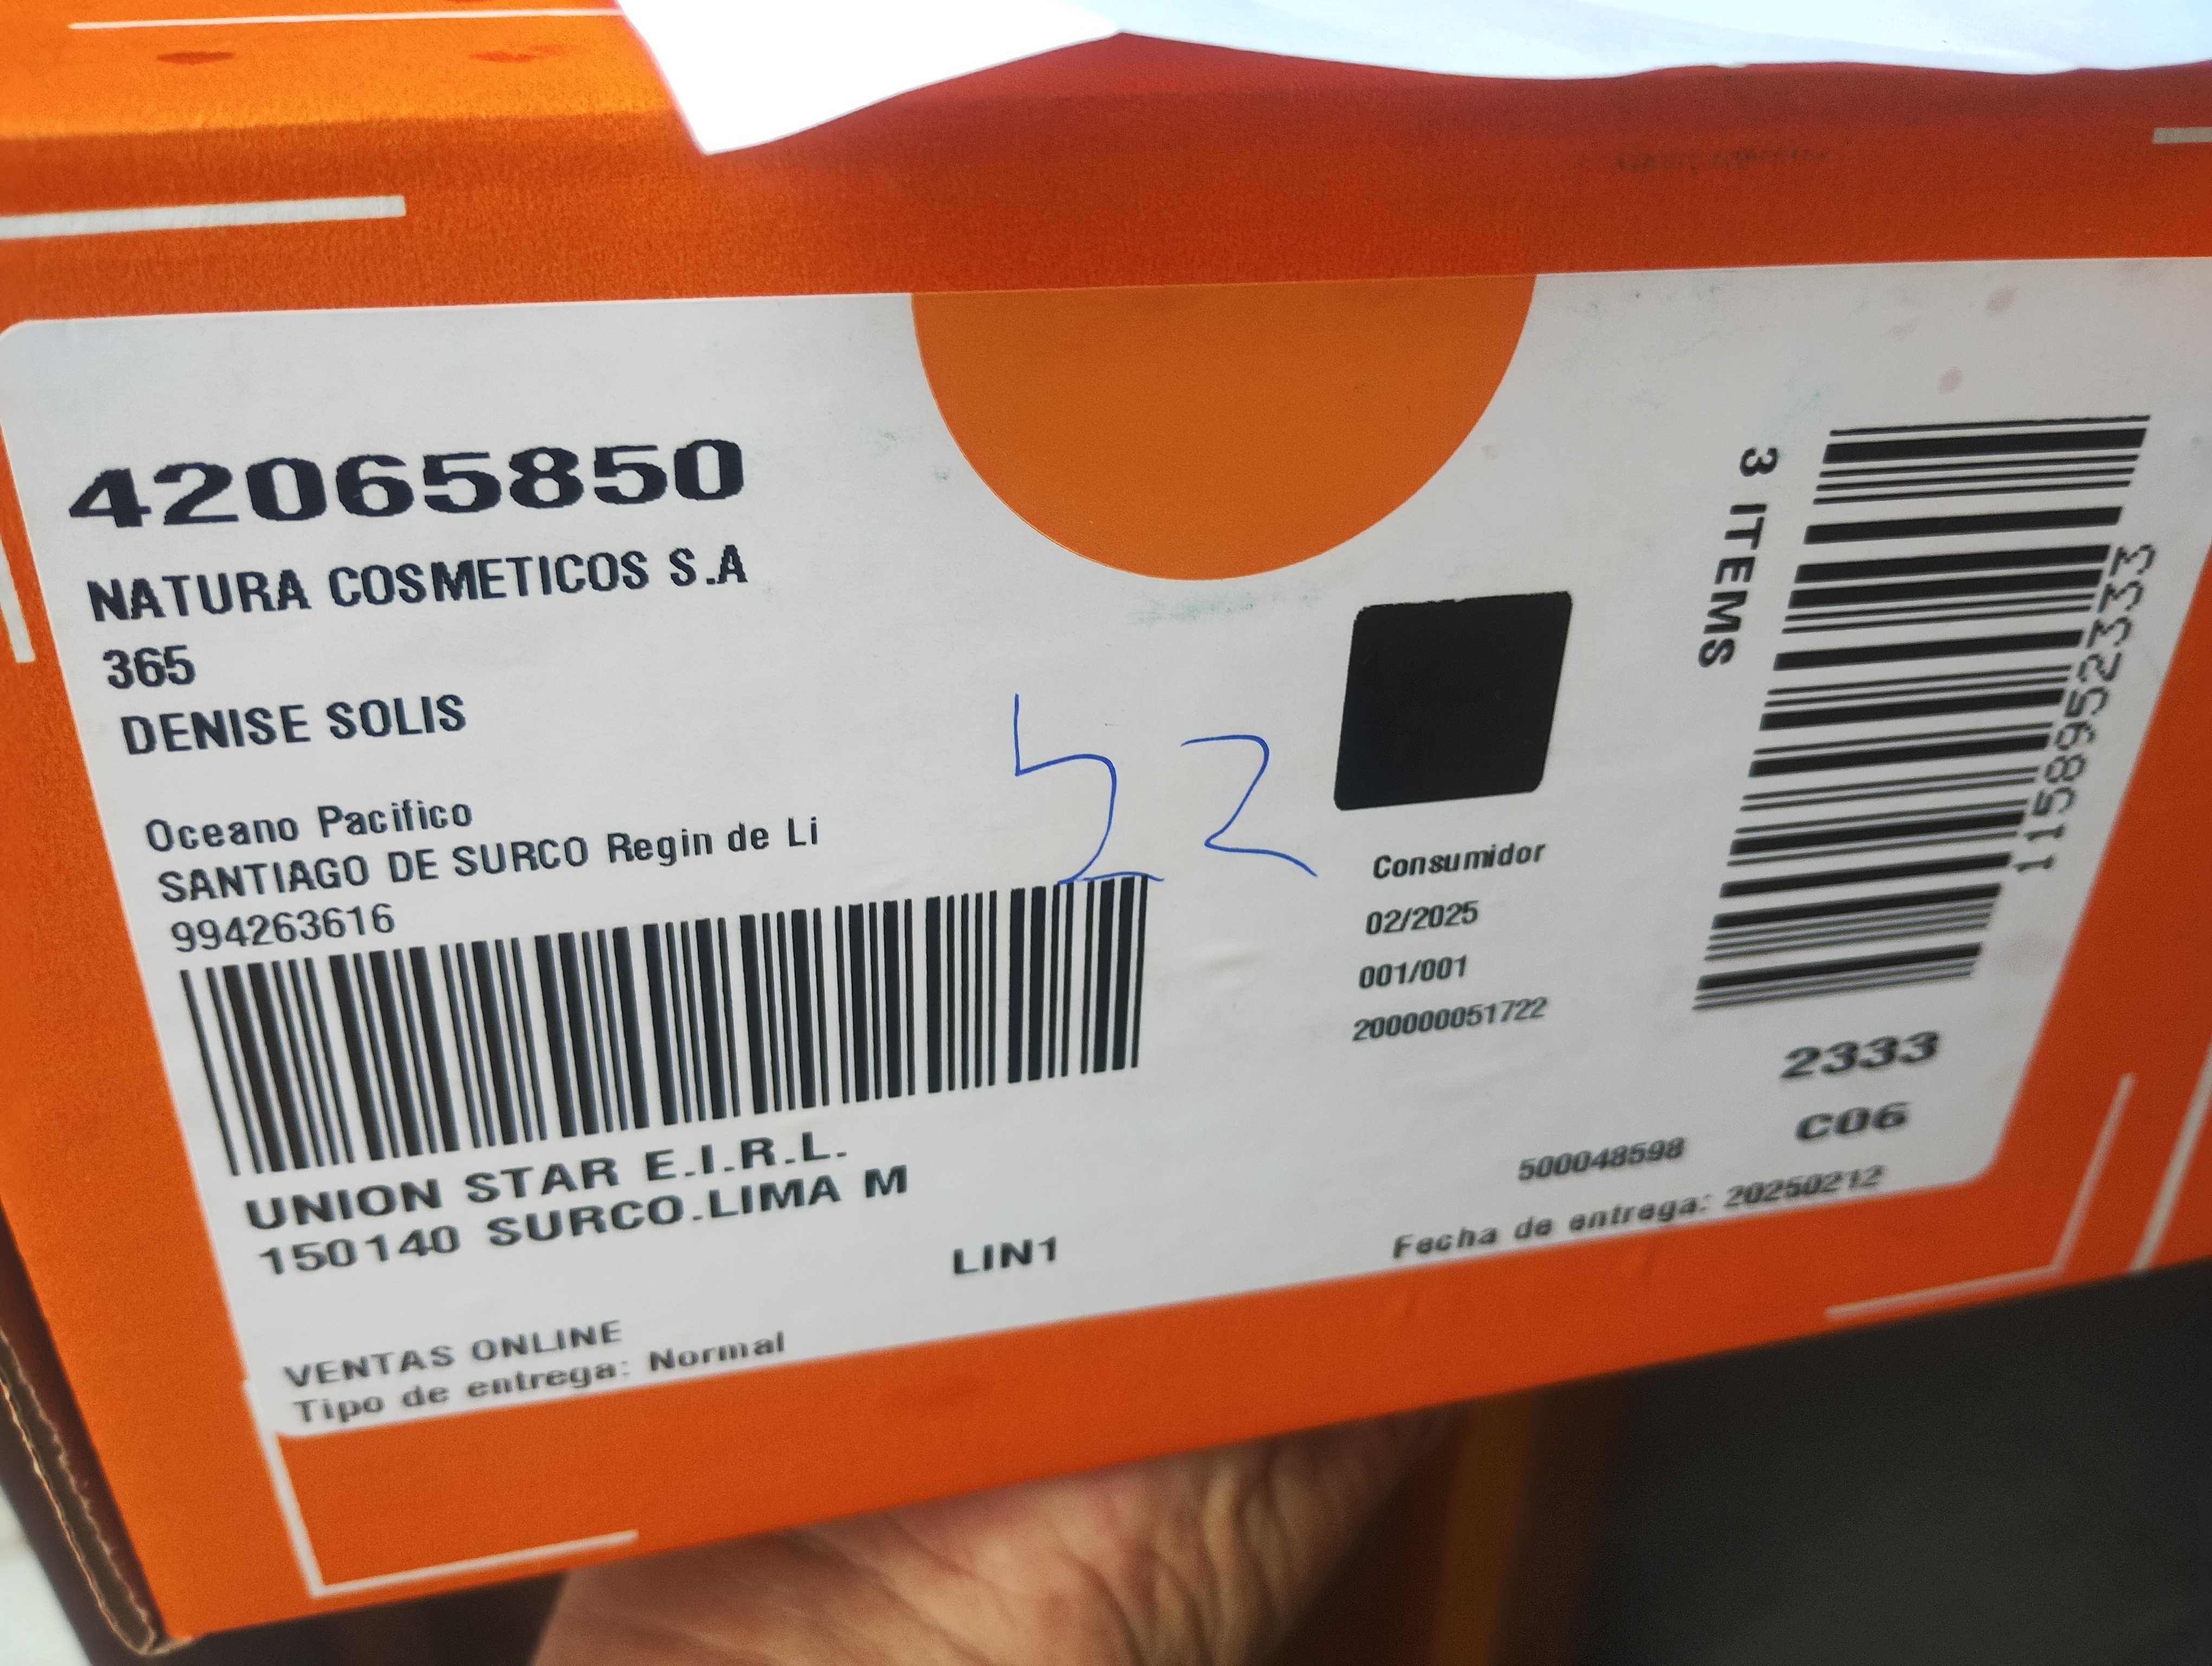 42065850
NATURA COSMETICOS S.A
365
DENISE SOLIS
Oceano Pacifico
SANTIAGO DE SURCO Regin de Li
994263616
52
UNION STAR E.I.R.L.
150140 SURCO.LIMA M
LIN1
VENTAS ONLINE
Tipo de entrega: Normal
Consumidor
02/2025
001/001
200000051722
3 ITEMS
1158952333
2333
C06
500048598
Fecha de entrega: 20250212